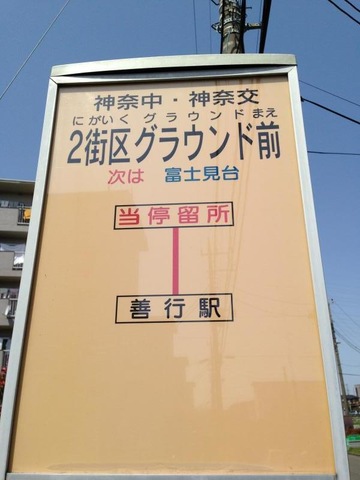 神奈中・神奈交
にがいく グラウンド まえ
2街区グラウンド前
次は 富士見台
当停留所
善行駅